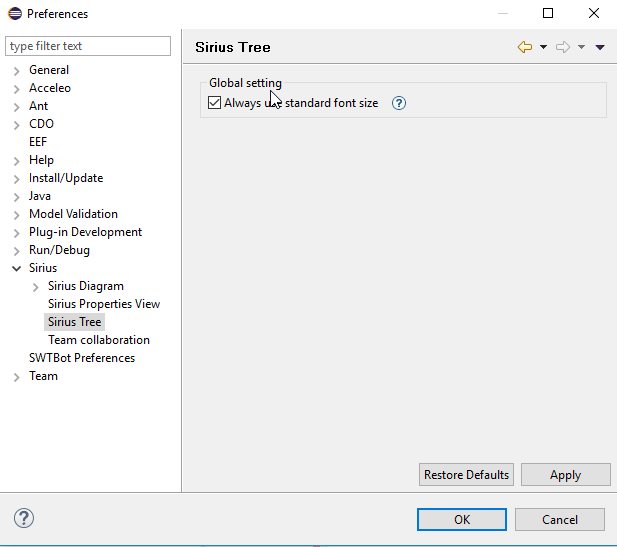 Preferences
type filter text
General
Acceleo
Ant
CDO
EEF
Help
Install/Update
Java
Model Validation
Plug-in Development
Run/Debug
Sirius
Sirius Diagram
Sirius Properties View
Sirius Tree
Team collaboration
SWTBot Preferences
Team
Sirius Tree
Global setting
Always use standard font size
Restore Defaults
Apply
OK
Cancel